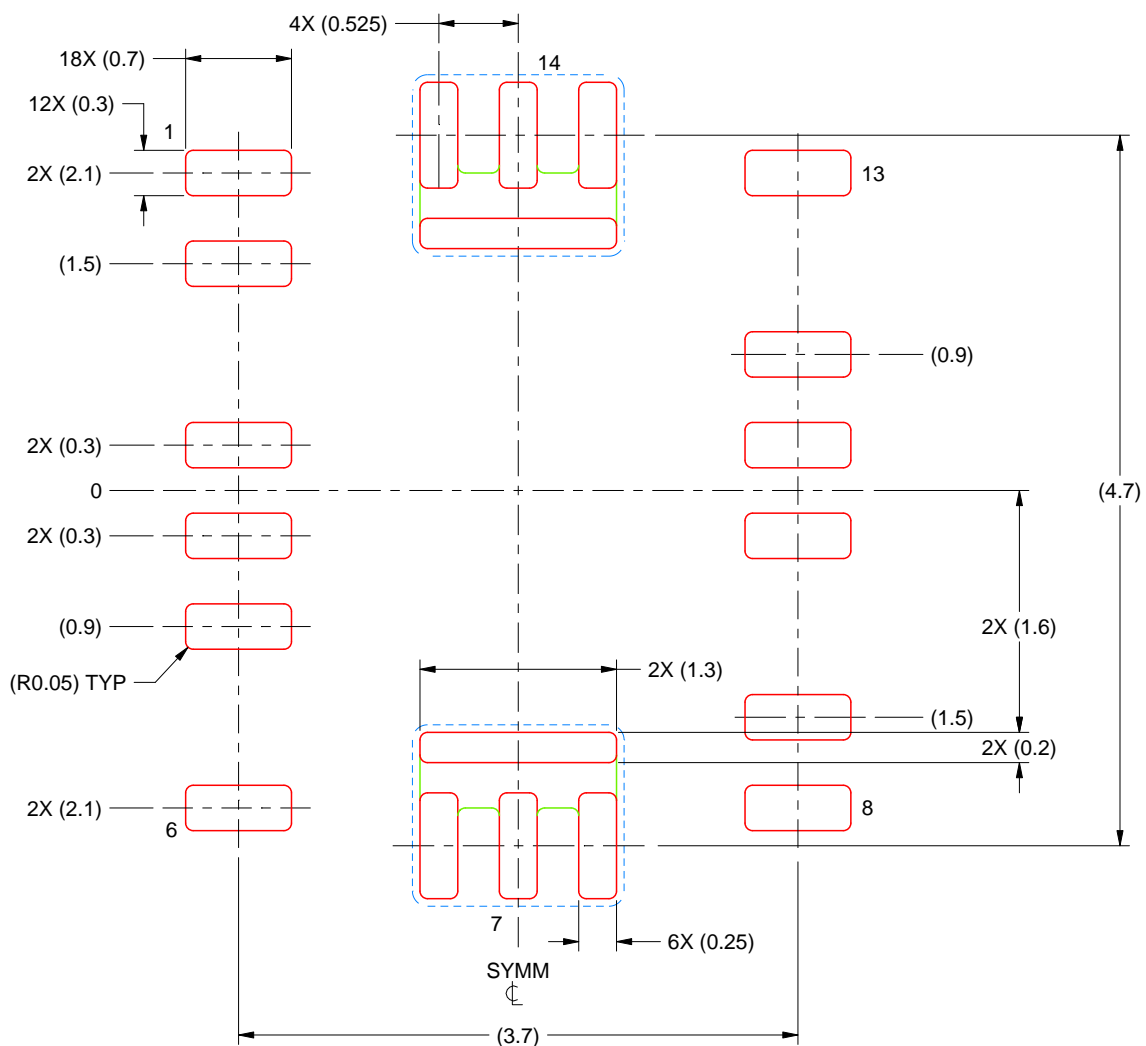 4X (0.525)
18X (0.7)
14
12X (0.3)
1
2X (2.1)
13
(1.5)
(0.9)
2X (0.3)
0
(4.7)
2X (0.3)
(0.9)
2X (1.6)
2X (1.3)
(R0.05) TYP
(1.5)
2X (0.2)
2X (2.1)
8
6
7
6X (0.25)
SYMM
℄
(3.7)